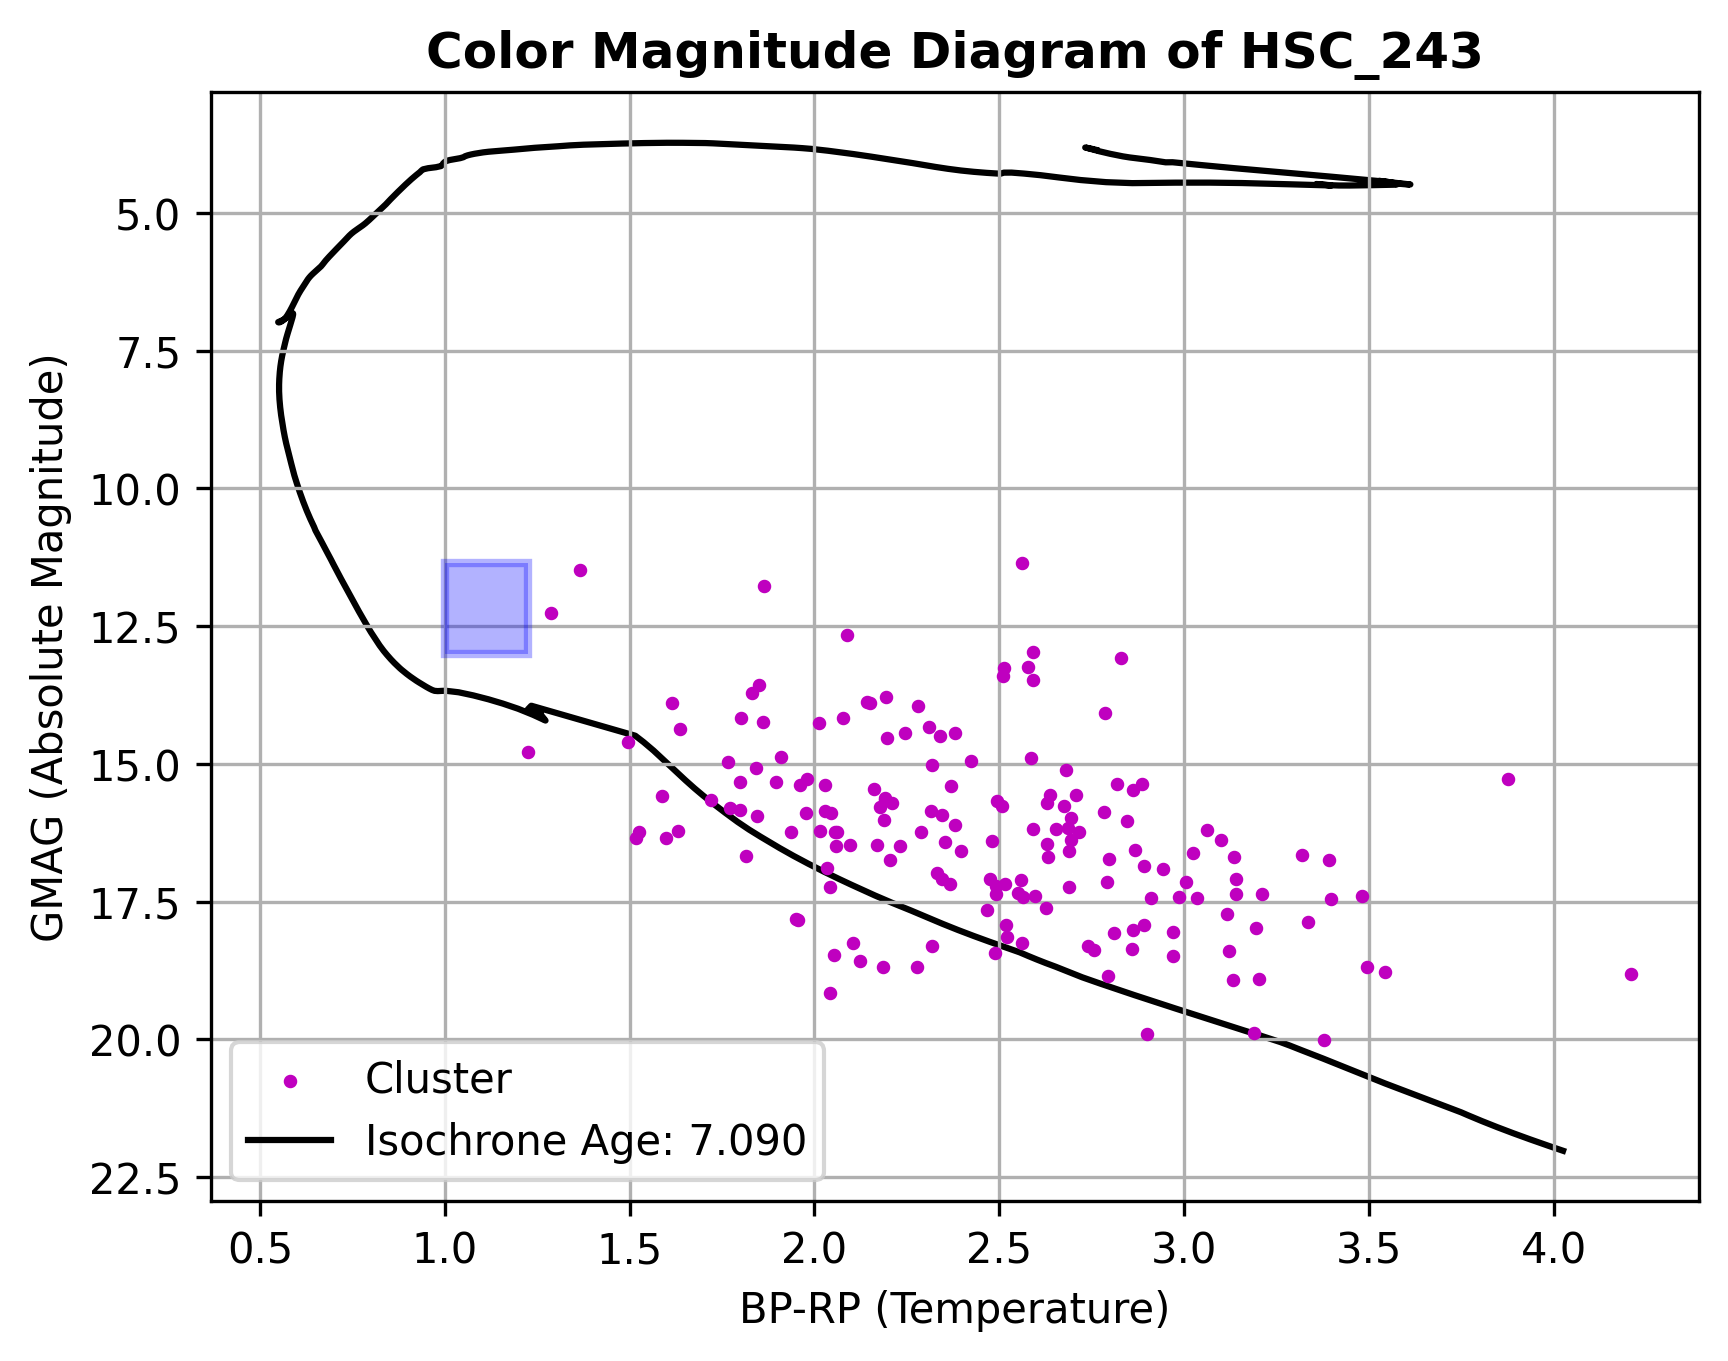 Color Magnitude Diagram of HSC_243
GMAG (Absolute Magnitude)
5.0
7.5
10.0
12.5
15.0
17.5
20.0
22.5
Cluster
Isochrone Age: 7.090
0.5 1.0 1.5 2.0 2.5 3.0 3.5 4.0
BP-RP (Temperature)